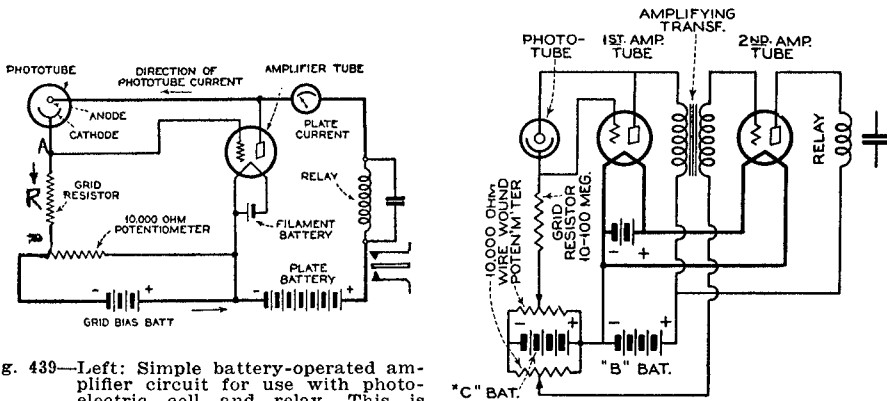 PHOTOTUBE
DIRECTION OF
PHOTOTUBE CURRENT
AMPLIFIER TUBE
ANODE
CATHODE
PLATE
CURRENT
A
R
GRID
RESISTOR
RELAY
10,000 OHM
POTENTIOMETER
FILAMENT
BATTERY
PLATE
BATTERY
- +
- +
GRID BIAS BATT
g. 439—Left: Simple battery-operated am-
plifier circuit for use with photo-
electric cell and relay. This is
AMPLIFYING
TRANSF.
PHOTO-
TUBE
1ST. AMP.
TUBE
2ND. AMP.
TUBE
RELAY
10,000 OHM
WIRE WOUND
POTEN'M'TER
GRID
RESISTOR
10-100 MEG.
- +
- +
- +
"C" BAT.
"B" BAT.